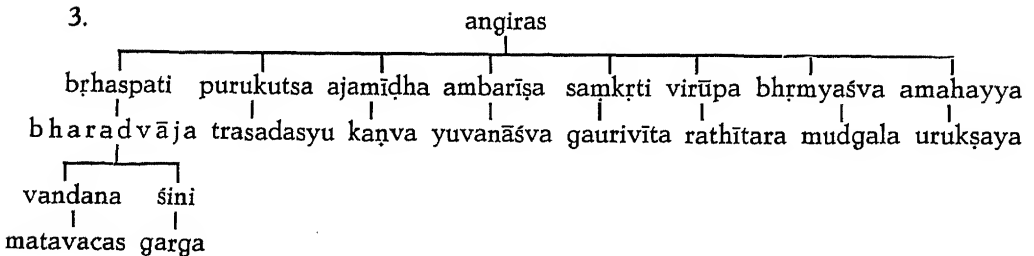 3.
angiras
bṛhaspati purukutsa ajamīḍha ambarīṣa saṃkṛti virūpa bhṛmyaśva amahayya
bharadvāja trasadasyu kaṇva yuvanāśva gaurivīta rathītara mudgala urukṣaya
vandana śini
matavacas garga